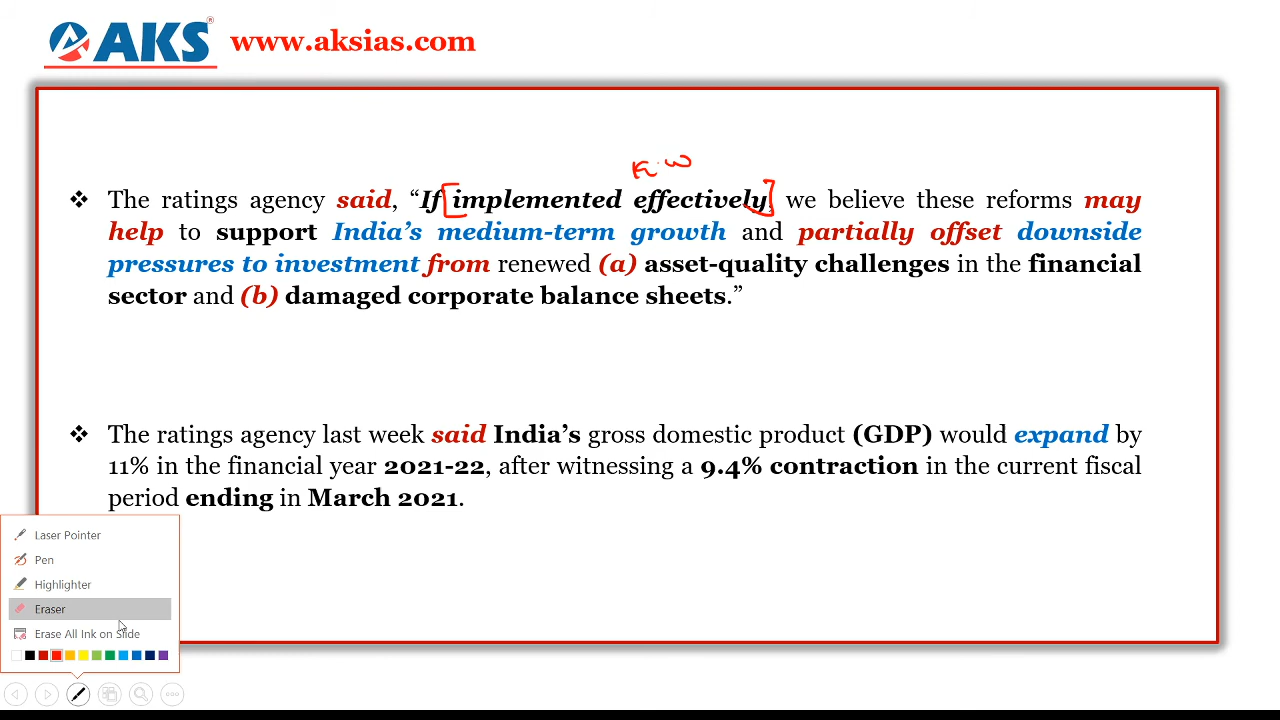 AKS® www.aksias.com
❖ The ratings agency said, “If [implemented effectively,] we believe these reforms may
help to support India’s medium-term growth and partially offset downside
pressures to investment from renewed (a) asset-quality challenges in the financial
sector and (b) damaged corporate balance sheets.”
❖ The ratings agency last week said India’s gross domestic product (GDP) would expand by
11% in the financial year 2021-22, after witnessing a 9.4% contraction in the current fiscal
period ending in March 2021.
Laser Pointer
Pen
Highlighter
Eraser
Erase All Ink on Slide